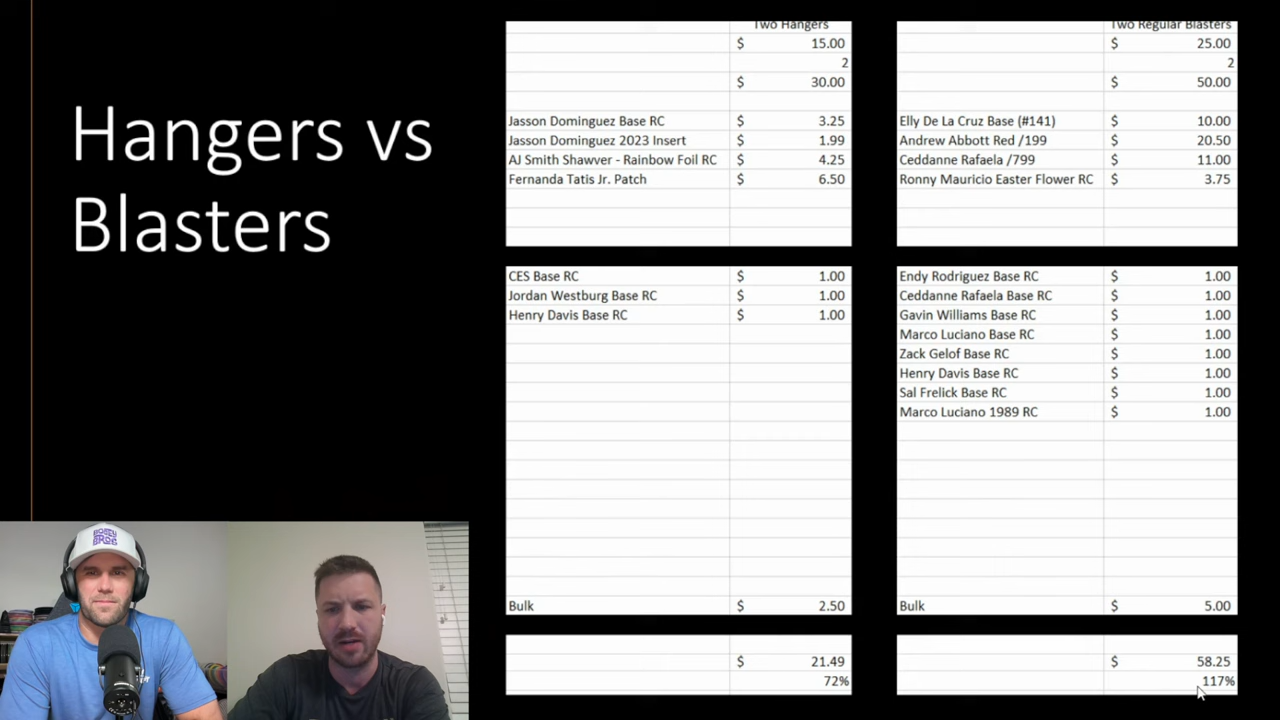 Hangers vs
Blasters
Two Hangers
$ 15.00
2
$ 30.00
Jasson Dominguez Base RC $ 3.25
Jasson Dominguez 2023 Insert $ 1.99
AJ Smith Shawver - Rainbow Foil RC $ 4.25
Fernanda Tatis Jr. Patch $ 6.50
CES Base RC $ 1.00
Jordan Westburg Base RC $ 1.00
Henry Davis Base RC $ 1.00
Bulk $ 2.50
$ 21.49
72%
Two Regular Blasters
$ 25.00
2
$ 50.00
Elly De La Cruz Base (#141) $ 10.00
Andrew Abbott Red /199 $ 20.50
Ceddanne Rafaela /799 $ 11.00
Ronny Mauricio Easter Flower RC $ 3.75
Endy Rodriguez Base RC $ 1.00
Ceddanne Rafaela Base RC $ 1.00
Gavin Williams Base RC $ 1.00
Marco Luciano Base RC $ 1.00
Zack Gelof Base RC $ 1.00
Henry Davis Base RC $ 1.00
Sal Frelick Base RC $ 1.00
Marco Luciano 1989 RC $ 1.00
Bulk $ 5.00
$ 58.25
117%